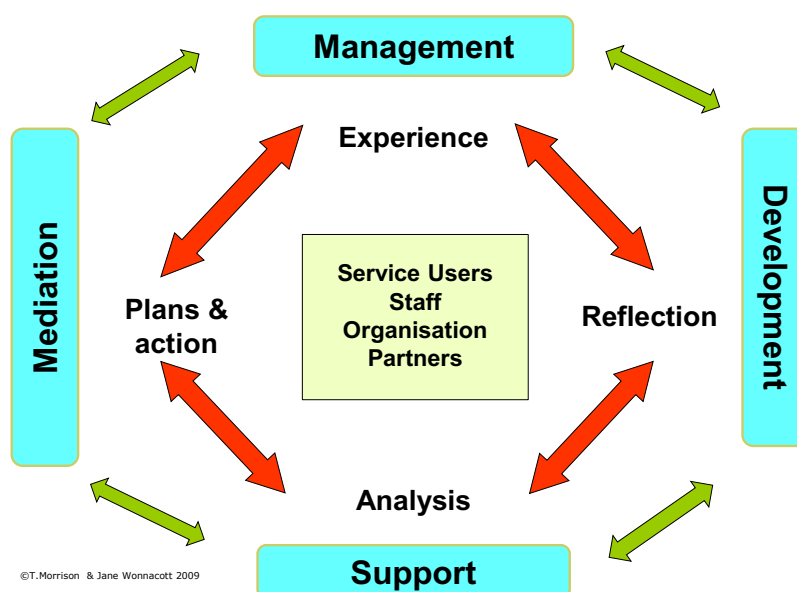 Management
Experience
Mediation
Development
Service Users
Staff
Organisation
Partners
Plans &
action
Reflection
Analysis
Support
©T.Morrison & Jane Wonnacott 2009